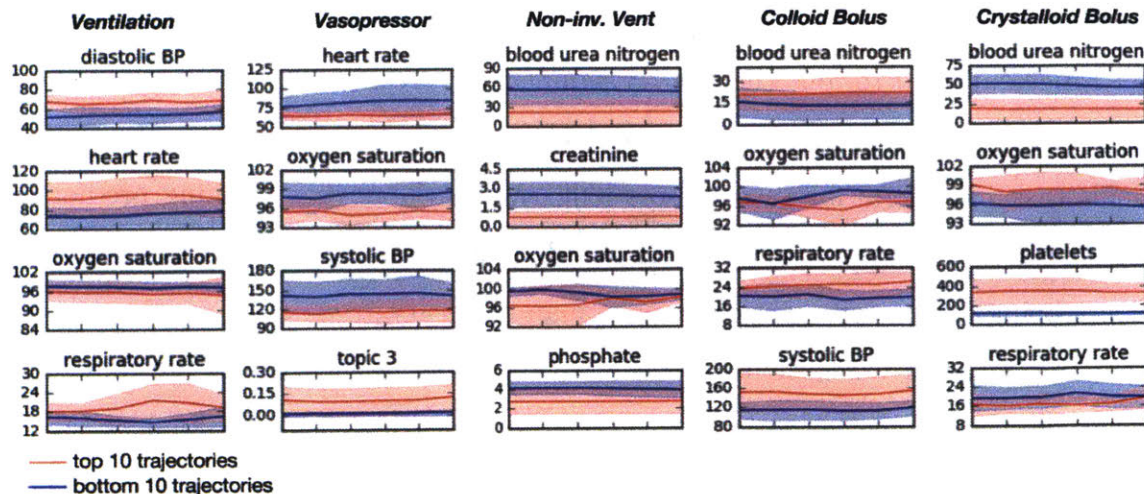 Ventilation Vasopressor Non-inv. Vent Colloid Bolus Crystalloid Bolus
diastolic BP heart rate blood urea nitrogen blood urea nitrogen blood urea nitrogen
100 80 60 40
125 100 75 50
90 60 30 0
30 15 0
75 50 25 0
heart rate oxygen saturation creatinine oxygen saturation oxygen saturation
120 100 80 60
102 99 96 93
4.5 3.0 1.5 0.0
104 100 96 92
102 99 96 93
oxygen saturation systolic BP oxygen saturation respiratory rate platelets
102 96 90 84
180 150 120 90
104 100 96 92
32 24 16 8
600 400 200 0
respiratory rate topic 3 phosphate systolic BP respiratory rate
30 24 18 12
0.30 0.15 0.00
6 4 2 0
200 160 120 80
32 24 16 8
top 10 trajectories
bottom 10 trajectories